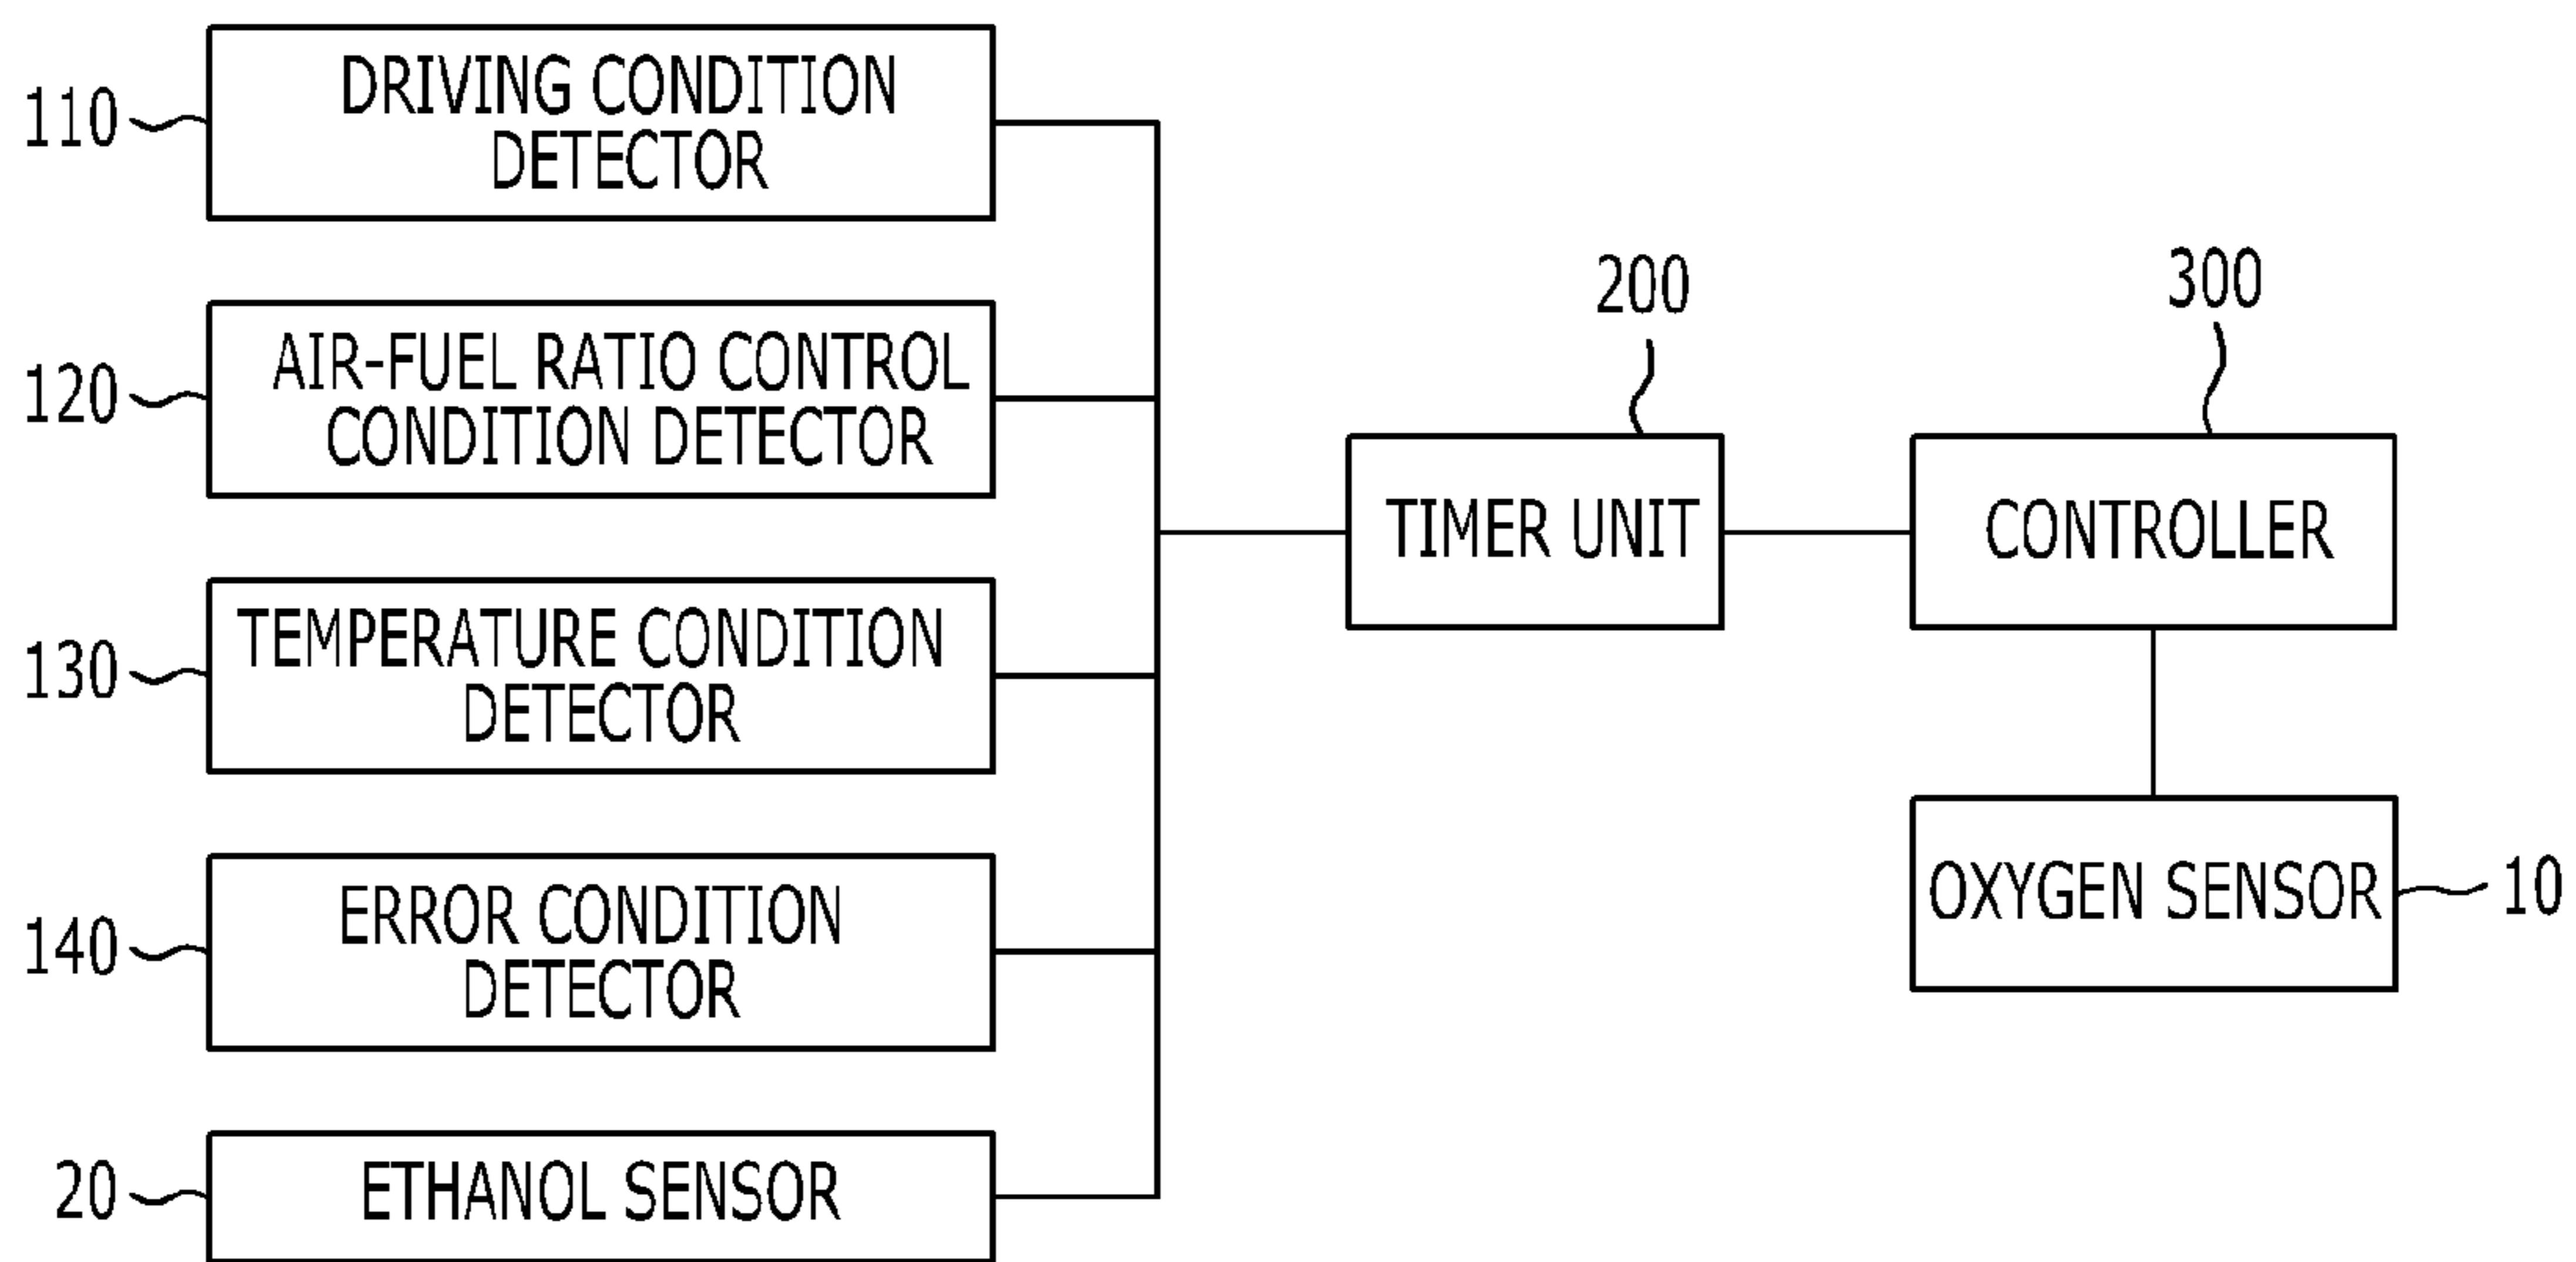 110
DRIVING CONDITION
DETECTOR
120
AIR-FUEL RATIO CONTROL
CONDITION DETECTOR
130
TEMPERATURE CONDITION
DETECTOR
140
ERROR CONDITION
DETECTOR
20
ETHANOL SENSOR
200
TIMER UNIT
300
CONTROLLER
OXYGEN SENSOR
10